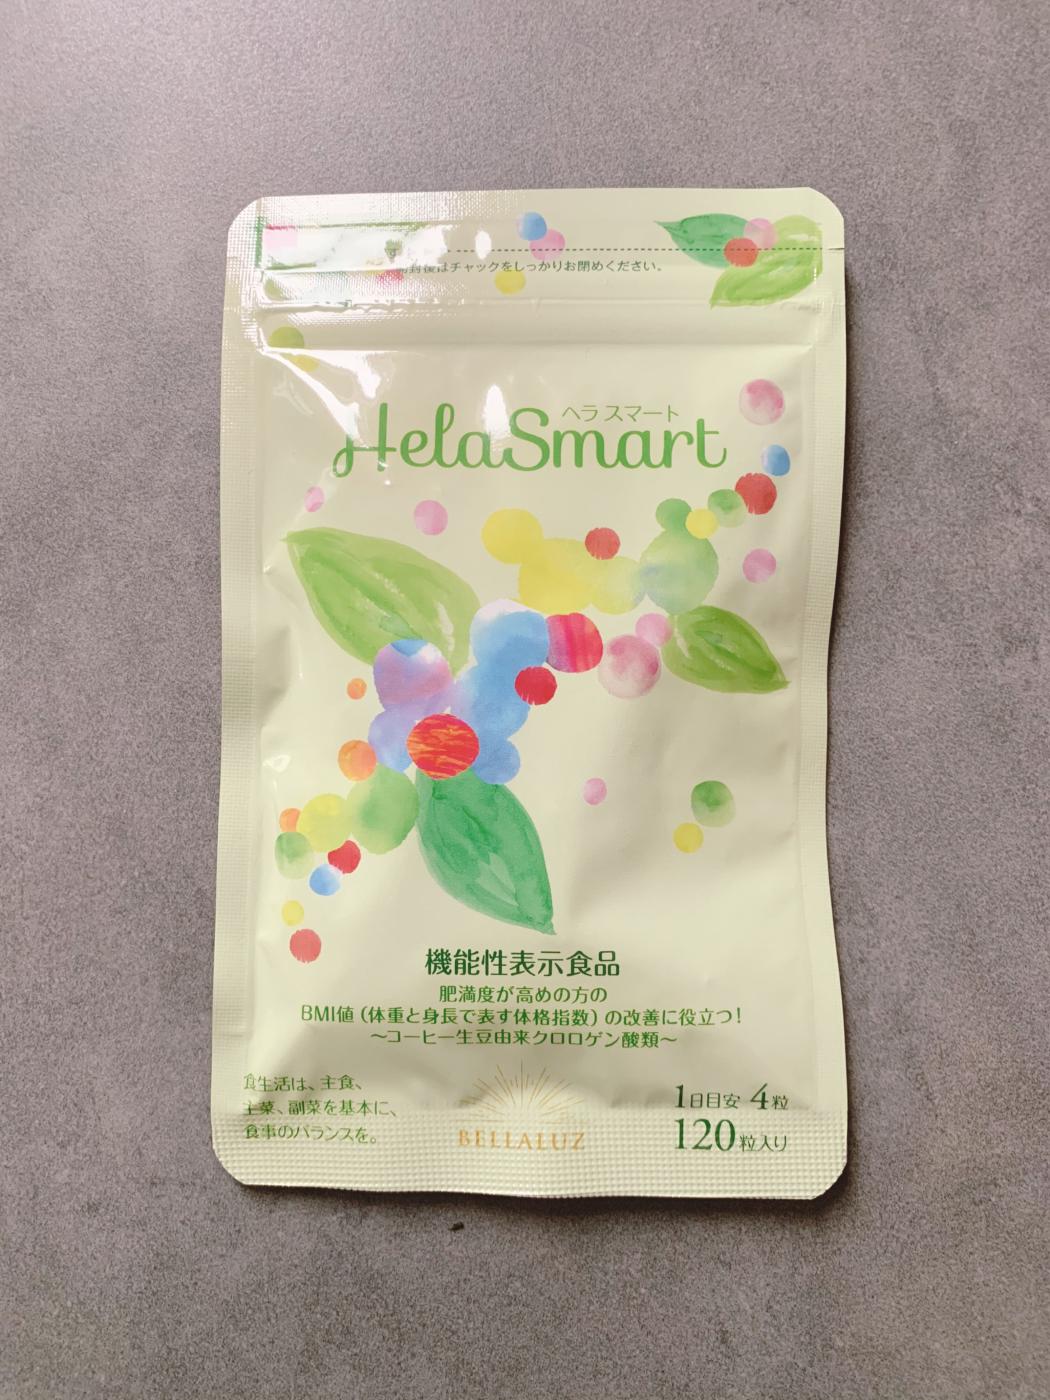 封後はチャックをしっかりお閉めください。
ヘラ スマート
HelaSmart
機能性表示食品
肥満度が高めの方の
BMI値（体重と身長で表す体格指数）の改善に役立つ！
〜コーヒー生豆由来クロロゲン酸類〜
食生活は、主食、
主菜、副菜を基本に、
食事のバランスを。
BELLALUZ
1日目安 4粒
120粒入り